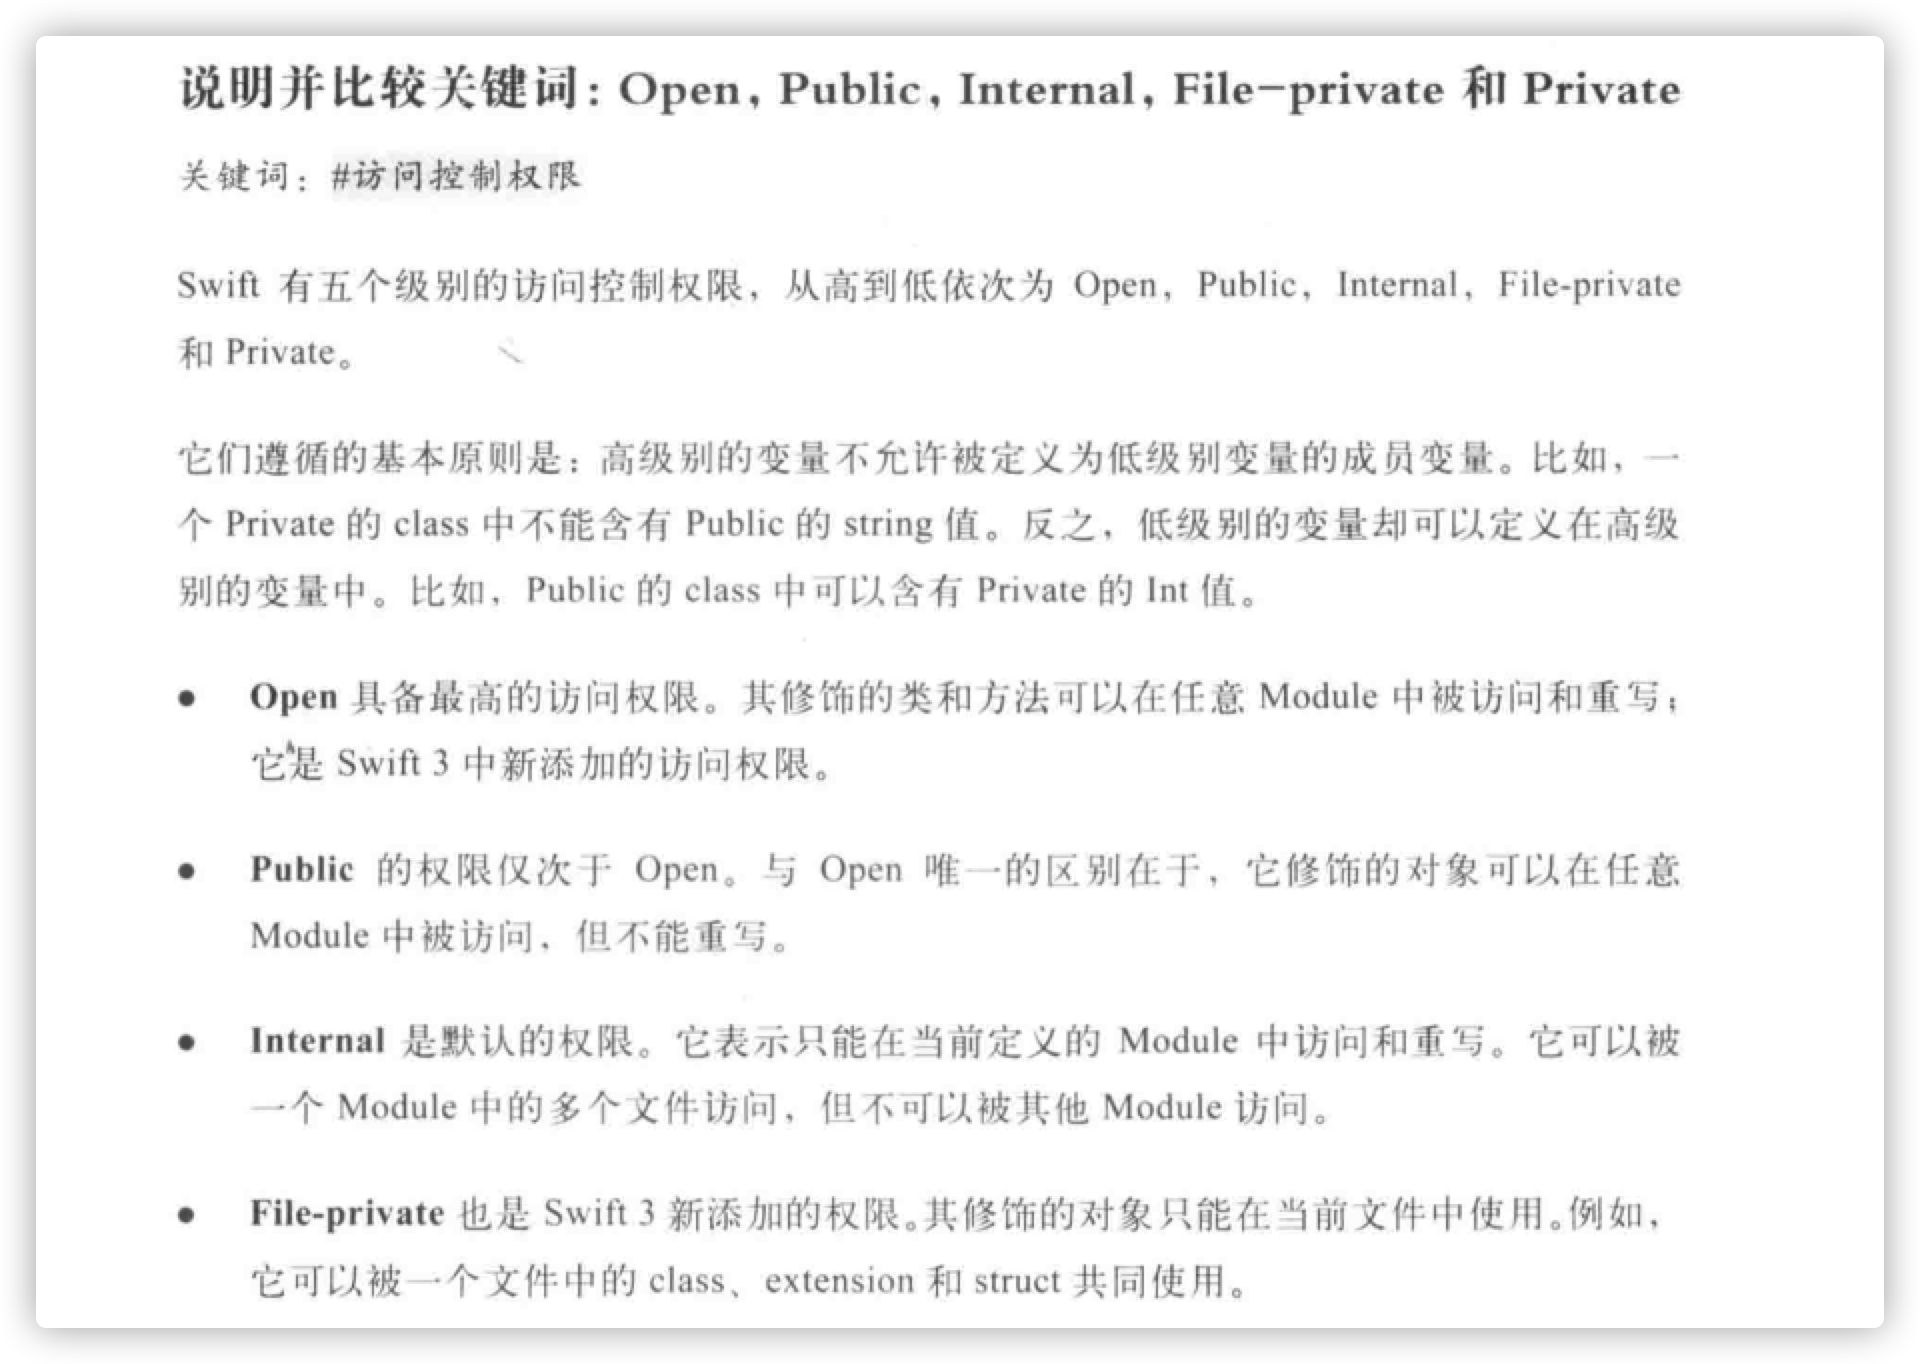 说明并比较关键词：Open, Public, Internal, File-private 和 Private
关键词：#访问控制权限
Swift 有五个级别的访问控制权限，从高到低依次为 Open，Public，Internal，File-private
和 Private。
它们遵循的基本原则是：高级别的变量不允许被定义为低级别变量的成员变量。比如，一
个 Private 的 class 中不能含有 Public 的 string 值。反之，低级别的变量却可以定义在高级
别的变量中。比如，Public 的 class 中可以含有 Private 的 Int 值。
● Open 具备最高的访问权限。其修饰的类和方法可以在任意 Module 中被访问和重写；
它是 Swift 3 中新添加的访问权限。
● Public 的权限仅次于 Open。与 Open 唯一的区别在于，它修饰的对象可以在任意
Module 中被访问，但不能重写。
● Internal 是默认的权限。它表示只能在当前定义的 Module 中访问和重写。它可以被
一个 Module 中的多个文件访问，但不可以被其他 Module 访问。
● File-private 也是 Swift 3 新添加的权限。其修饰的对象只能在当前文件中使用。例如，
它可以被一个文件中的 class、extension 和 struct 共同使用。